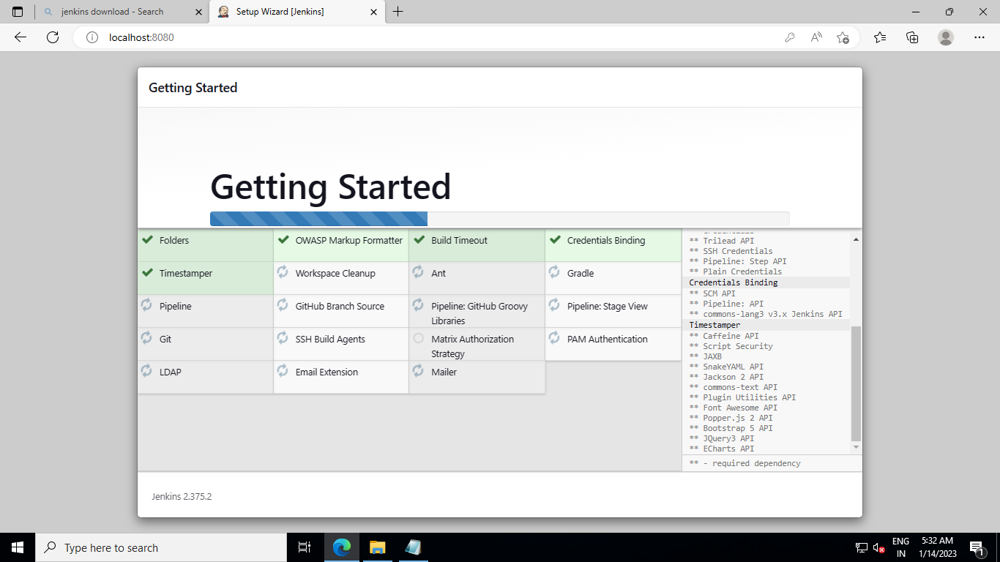 jenkins download - Search
Setup Wizard [Jenkins]
localhost:8080
Getting Started
Getting Started
Folders
OWASP Markup Formatter
Build Timeout
Credentials Binding
Timestamper
Workspace Cleanup
Ant
Gradle
Pipeline
GitHub Branch Source
Pipeline: GitHub Groovy
Libraries
Pipeline: Stage View
Git
SSH Build Agents
Matrix Authorization
Strategy
PAM Authentication
LDAP
Email Extension
Mailer
** Trilead API
** SSH Credentials
** Pipeline: Step API
** Plain Credentials
Credentials Binding
** SCM API
** Pipeline: API
** commons-lang3 v3.x Jenkins API
Timestamper
** Caffeine API
** Script Security
** JAXB
** SnakeYAML API
** Jackson 2 API
** commons-text API
** Plugin Utilities API
** Font Awesome API
** Popper.js 2 API
** Bootstrap 5 API
** JQuery3 API
** ECharts API
** - required dependency
Jenkins 2.375.2
Type here to search
ENG
IN
5:32 AM
1/14/2023
1